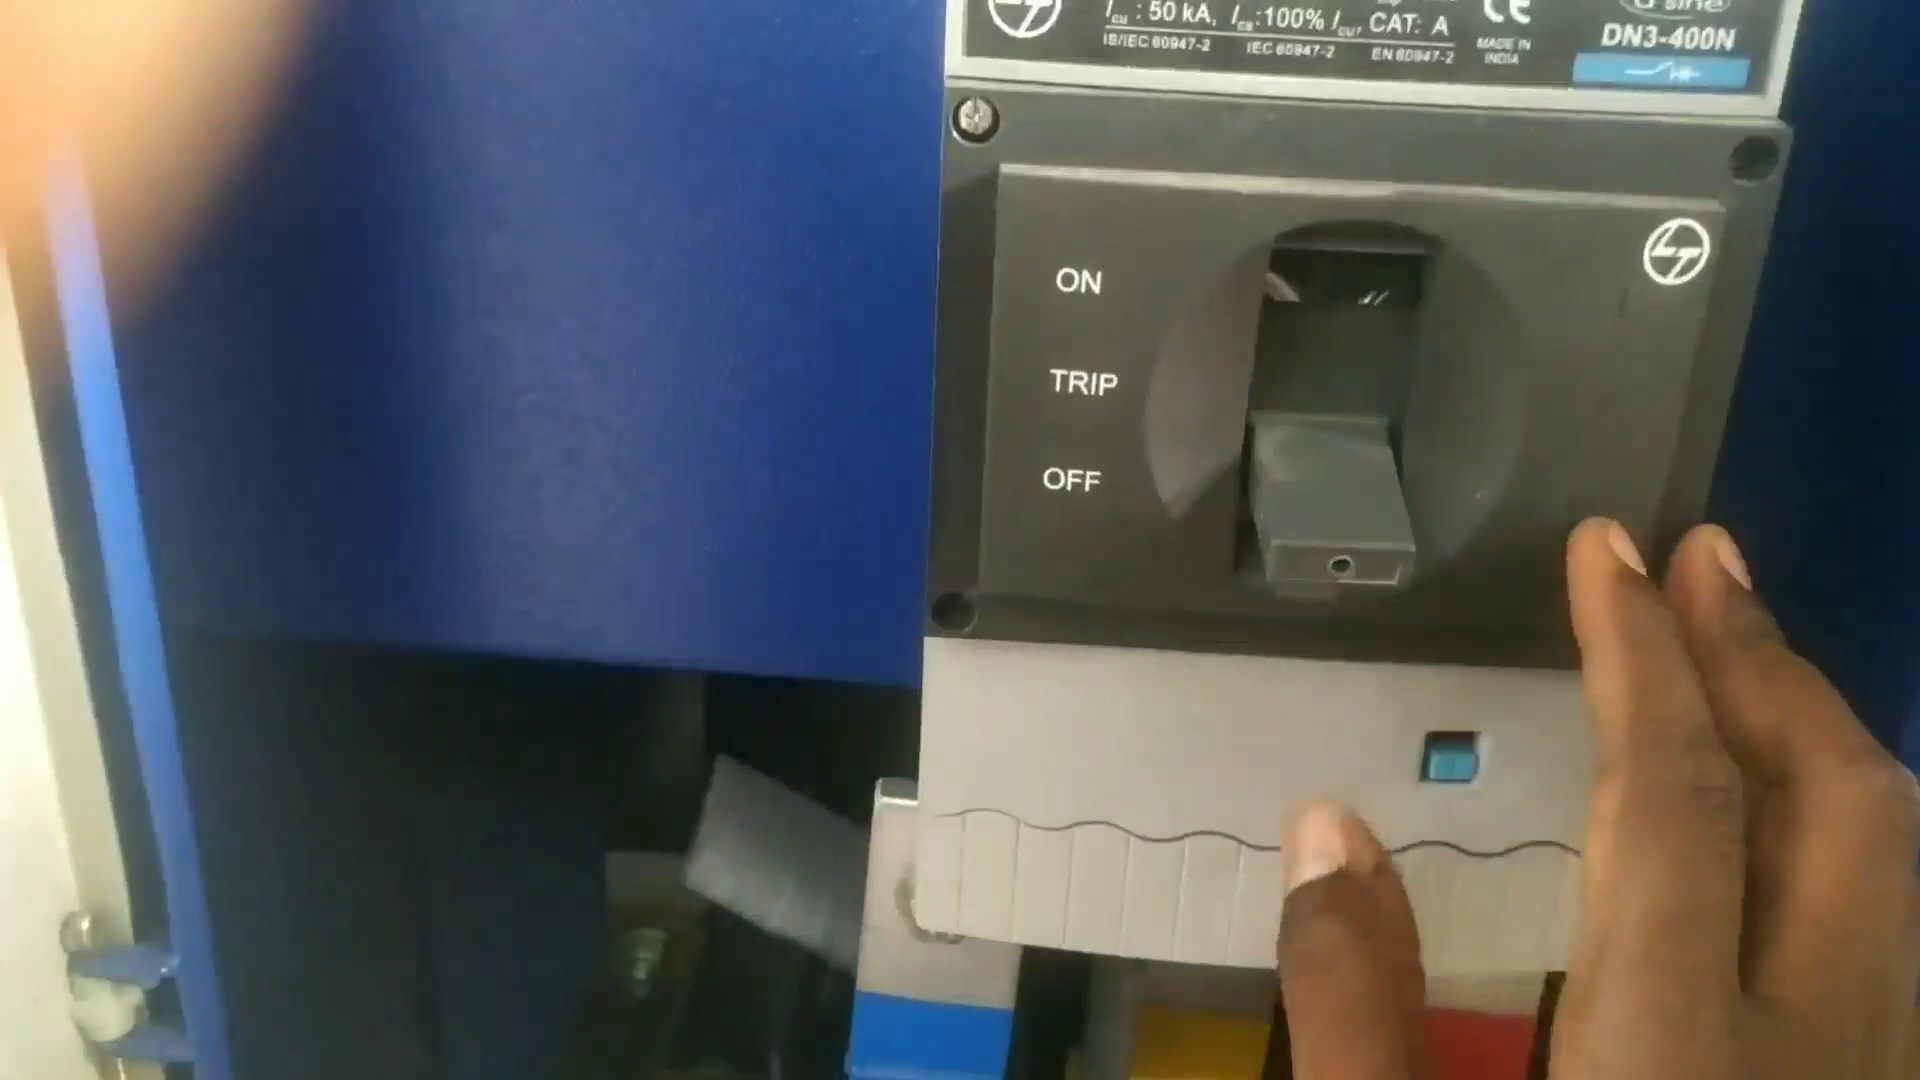 Icu : 50 kA, Ics:100% Icu, CAT: A
IS/IEC 60947-2 IEC 60947-2 EN 60947-2
MADE IN
INDIA
DN3-400N
ON
TRIP
OFF